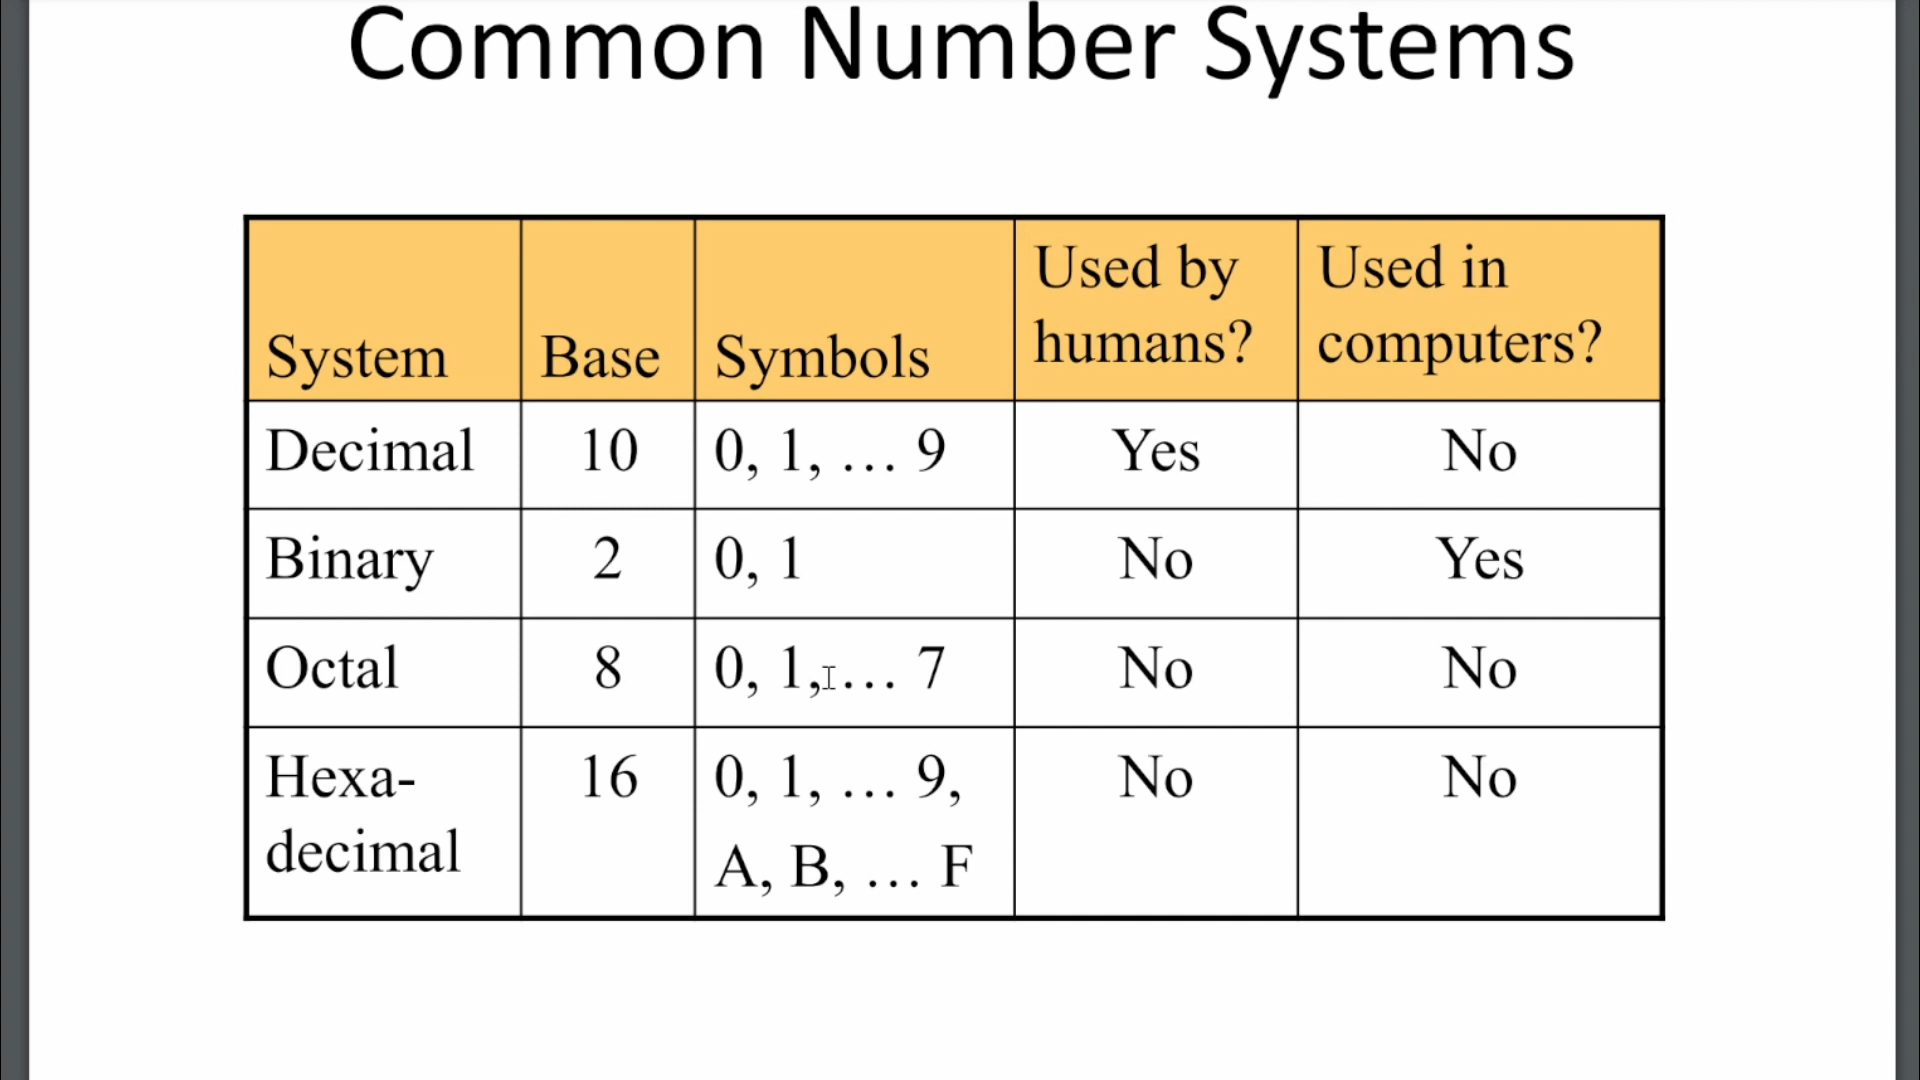 Common Number Systems
System Base Symbols Used by humans? Used in computers?
Decimal 10 0, 1, … 9 Yes No
Binary 2 0, 1 No Yes
Octal 8 0, 1, … 7 No No
Hexa- 16 0, 1, … 9, No No
decimal A, B, … F